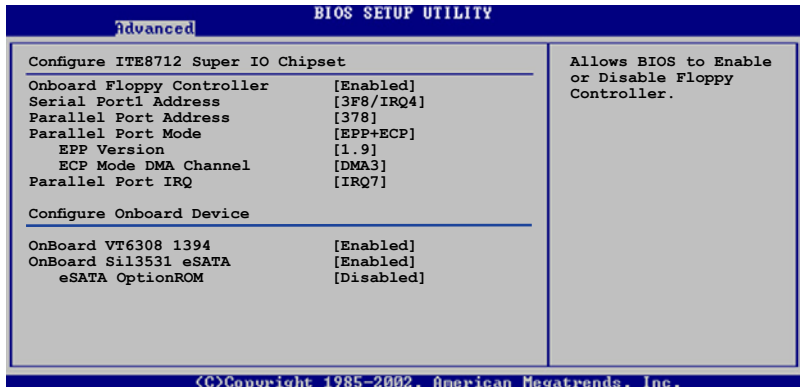 BIOS SETUP UTILITY
Advanced
Configure ITE8712 Super IO Chipset
Onboard Floppy Controller [Enabled]
Serial Port1 Address [3F8/IRQ4]
Parallel Port Address [378]
Parallel Port Mode [EPP+ECP]
EPP Version [1.9]
ECP Mode DMA Channel [DMA3]
Parallel Port IRQ [IRQ7]
Configure Onboard Device
OnBoard VT6308 1394 [Enabled]
OnBoard Sil3531 eSATA [Enabled]
eSATA OptionROM [Disabled]
Allows BIOS to Enable
or Disable Floppy
Controller.
(C)Copyright 1985-2002, American Megatrends, Inc.